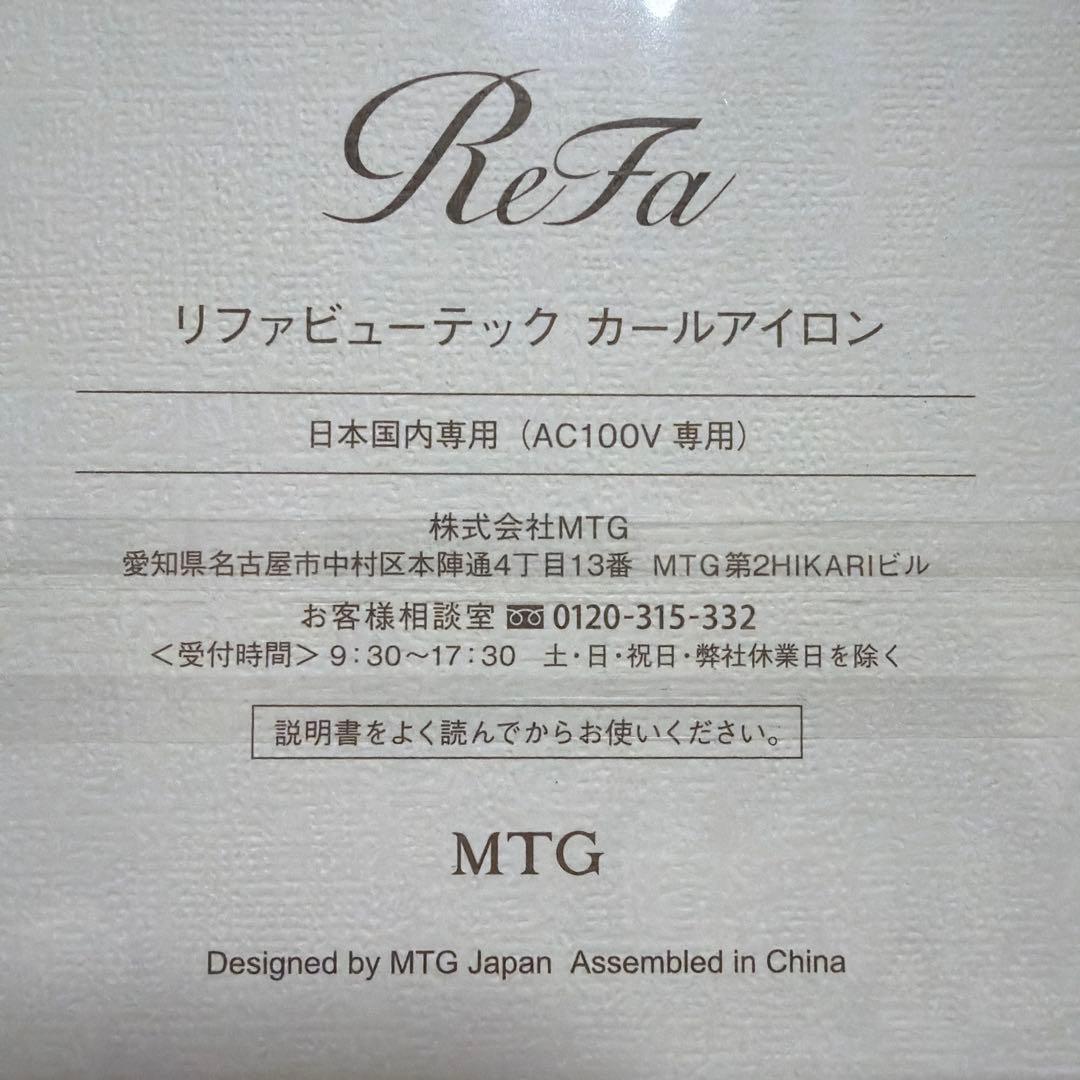 ReFa
リファビューテック カールアイロン
日本国内専用（AC100V 専用）
株式会社MTG
愛知県名古屋市中村区本陣通4丁目13番 MTG第2HIKARIビル
お客様相談室 0120-315-332
＜受付時間＞9：30～17：30 土・日・祝日・弊社休業日を除く
説明書をよく読んでからお使いください。
MTG
Designed by MTG Japan Assembled in China